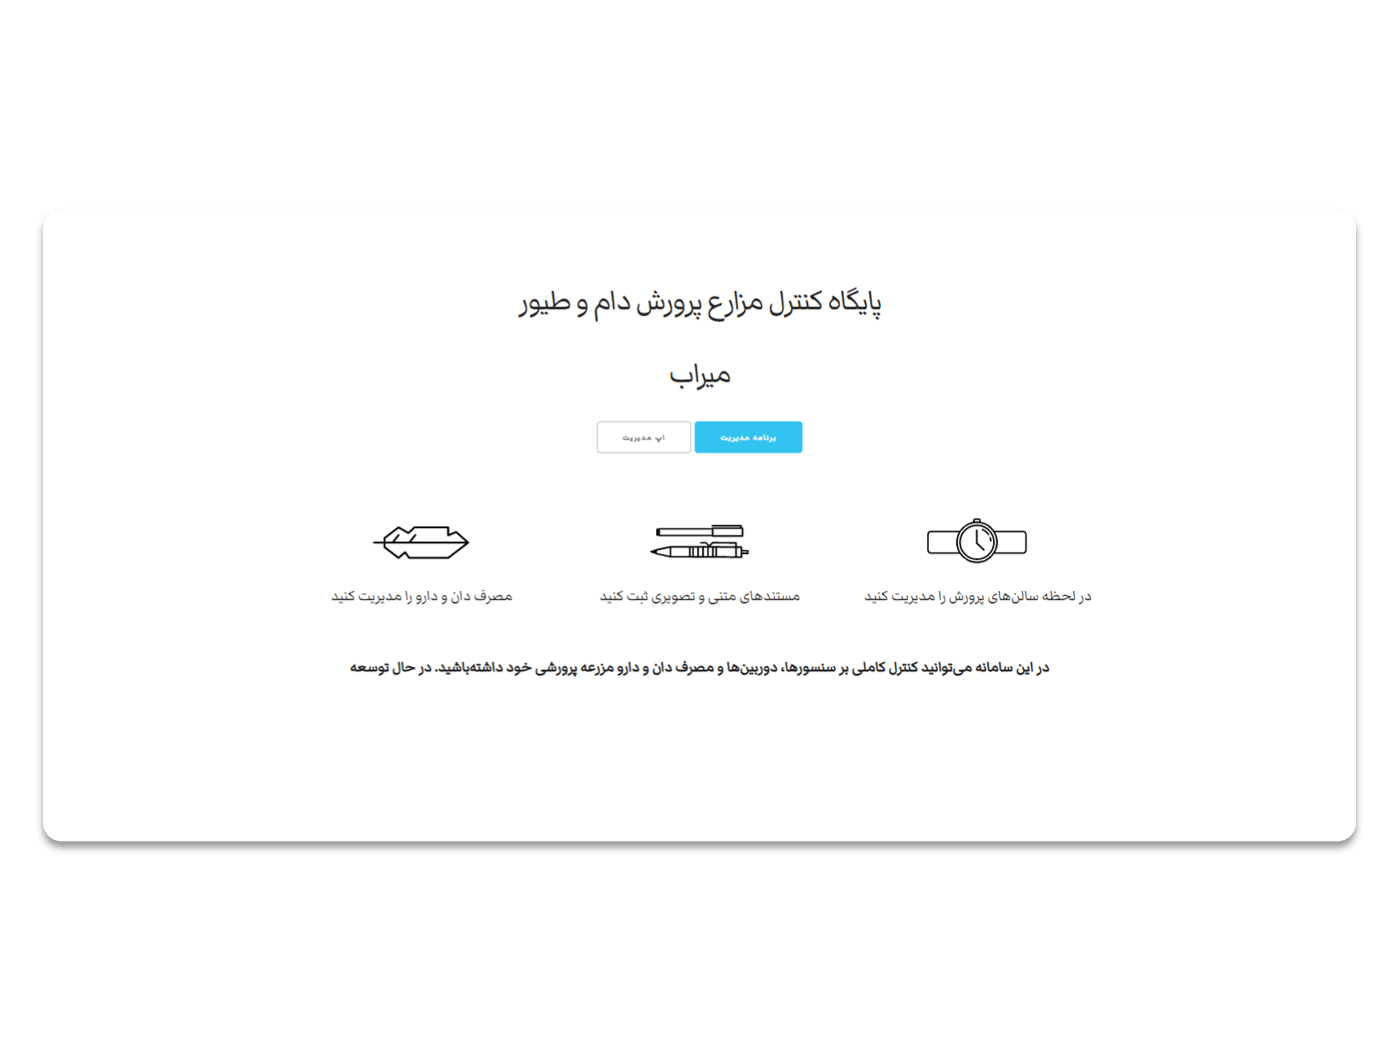 پایگاه کنترل مزارع پرورش دام و طیور
میراب
برنامه مدیریت
اپ مدیریت
در لحظه سالن‌های پرورش را مدیریت کنید
مستندهای متنی و تصویری ثبت کنید
مصرف دان و دارو را مدیریت کنید
در این سامانه می‌توانید کنترل کاملی بر سنسورها، دوربین‌ها و مصرف دان و دارو مزرعه پرورشی خود داشته‌باشید. در حال توسعه